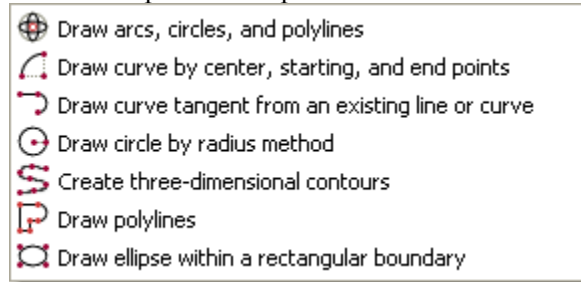 Draw arcs, circles, and polylines
Draw curve by center, starting, and end points
Draw curve tangent from an existing line or curve
Draw circle by radius method
Create three-dimensional contours
Draw polylines
Draw ellipse within a rectangular boundary